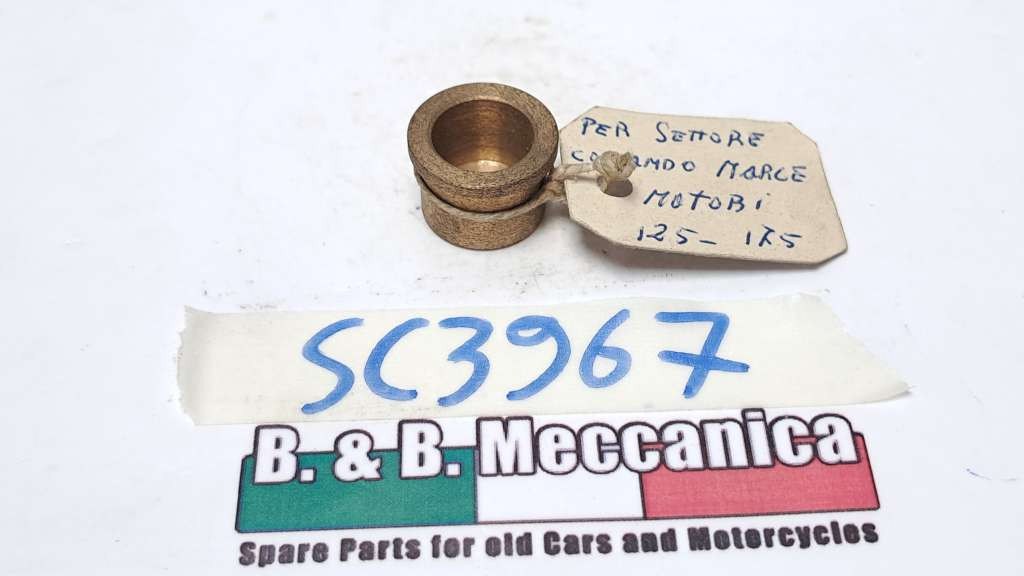 PER SETTORE
COMANDO MARCE
MOTOBI
125- 175
SC3967
B. & B. Meccanica
Spare Parts for old Cars and Motorcycles